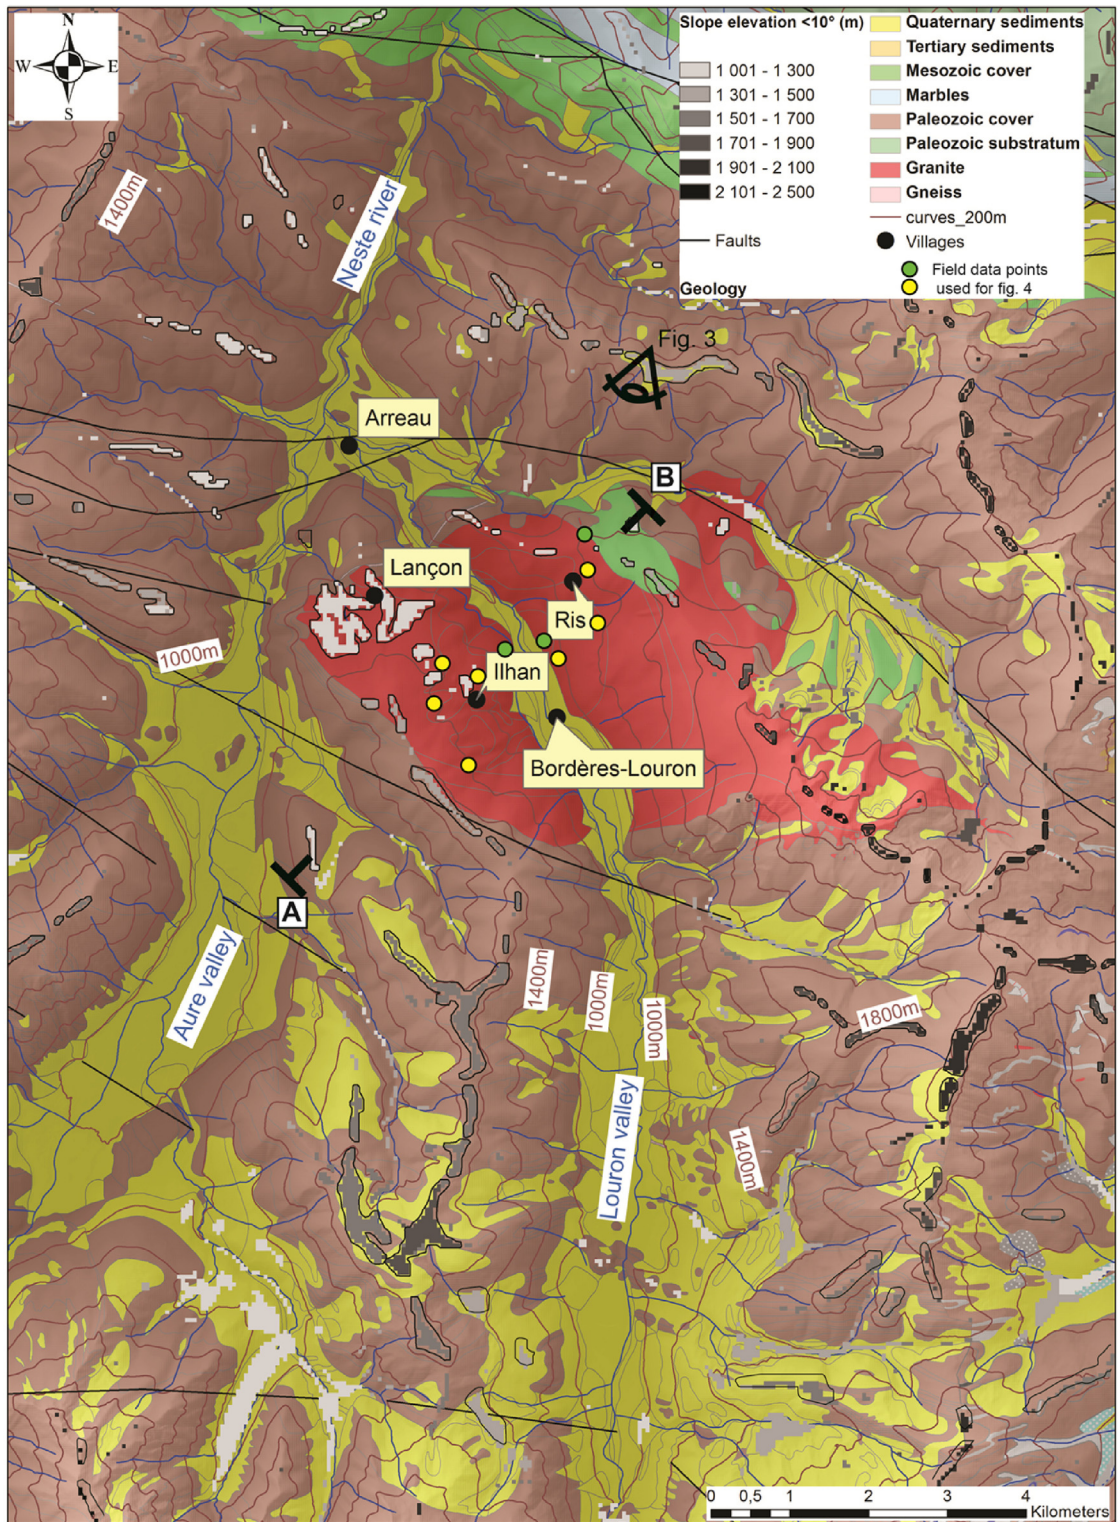 N
W E
S
Slope elevation <10° (m)
1 001 - 1 300
1 301 - 1 500
1 501 - 1 700
1 701 - 1 900
1 901 - 2 100
2 101 - 2 500
Faults
Geology
Quaternary sediments
Tertiary sediments
Mesozoic cover
Marbles
Paleozoic cover
Paleozoic substratum
Granite
Gneiss
curves_200m
Villages
Field data points
used for fig. 4
1400m
Neste river
Fig. 3
Arreau
B
Lançon
Ris
1000m
Ilhan
Bordères-Louron
A
Aure valley
1400m
1000m
1000m
1800m
Louron valley
1400m
0 0,5 1 2 3 4
Kilometers